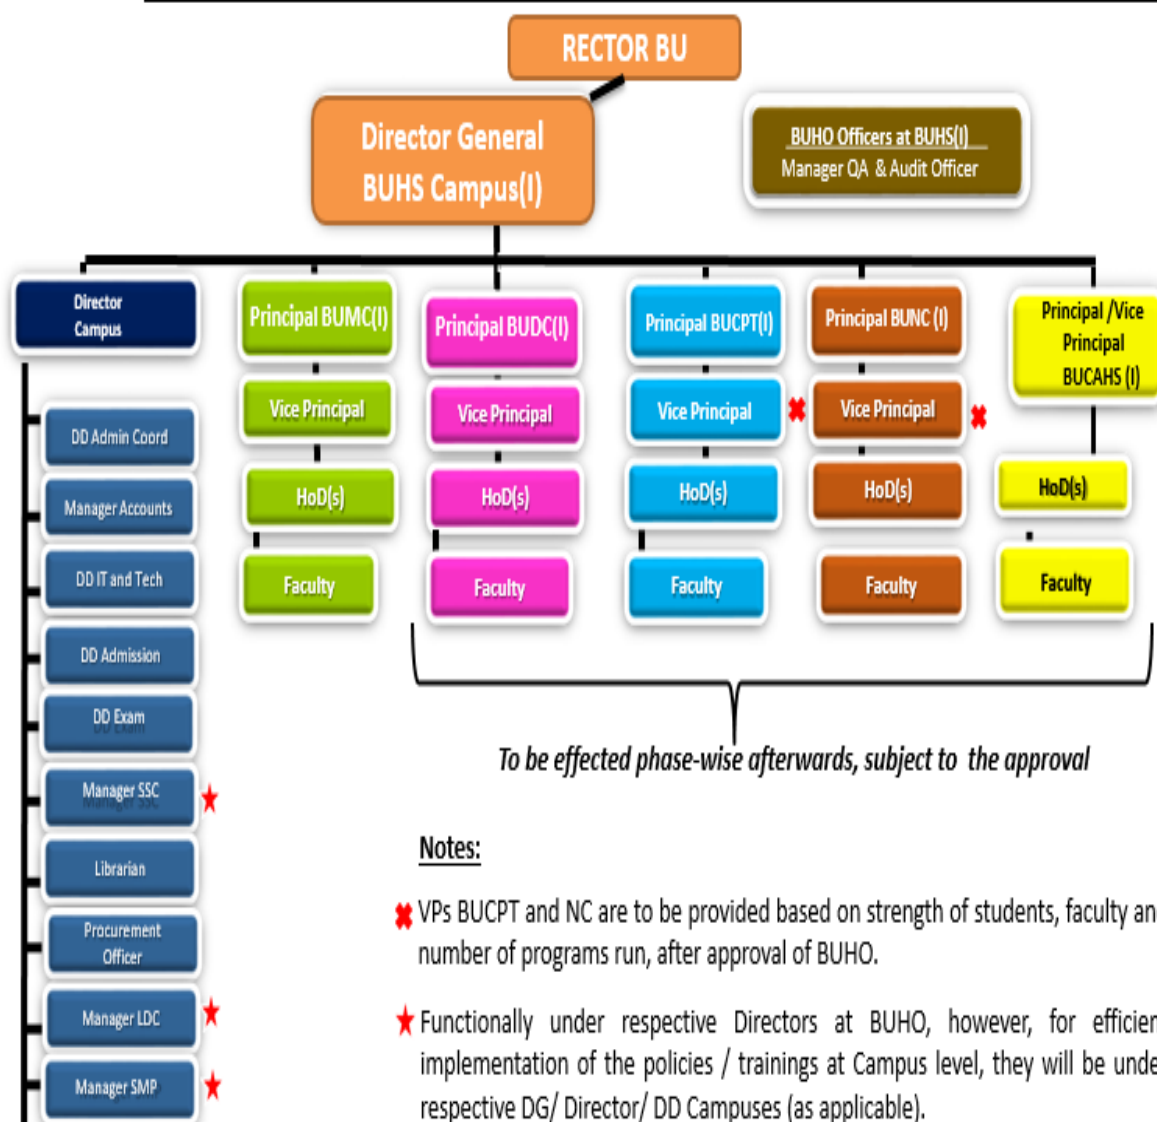 RECTOR BU
Director General
BUHS Campus(I)
BUHO Officers at BUHS(I)
Manager QA & Audit Officer
Director
Campus
DD Admin Coord
Manager Accounts
DD IT and Tech
DD Admission
DD Exam
Manager SSC
Librarian
Procurement
Officer
Manager LDC
Manager SMP
Principal BUMC(I)
Vice Principal
HoD(s)
Faculty
Principal BUDC(I)
Vice Principal
HoD(s)
Faculty
Principal BUCPT(I)
Vice Principal
HoD(s)
Faculty
Principal BUNC (I)
Vice Principal
HoD(s)
Faculty
Principal /Vice
Principal
BUCAHS (I)
HoD(s)
Faculty
To be effected phase-wise afterwards, subject to the approval
Notes:
VPs BUCPT and NC are to be provided based on strength of students, faculty an
number of programs run, after approval of BUHO.
Functionally under respective Directors at BUHO, however, for efficien
implementation of the policies / trainings at Campus level, they will be unde
respective DG/ Director/ DD Campuses (as applicable).